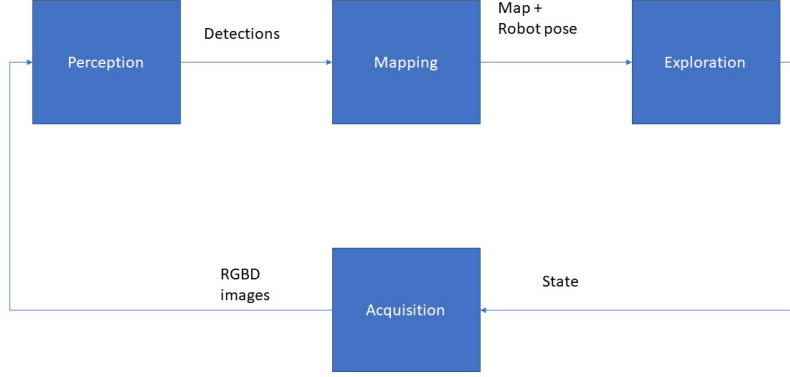 Perception
Detections
Mapping
Map +
Robot pose
Exploration
RGBD
images
Acquisition
State